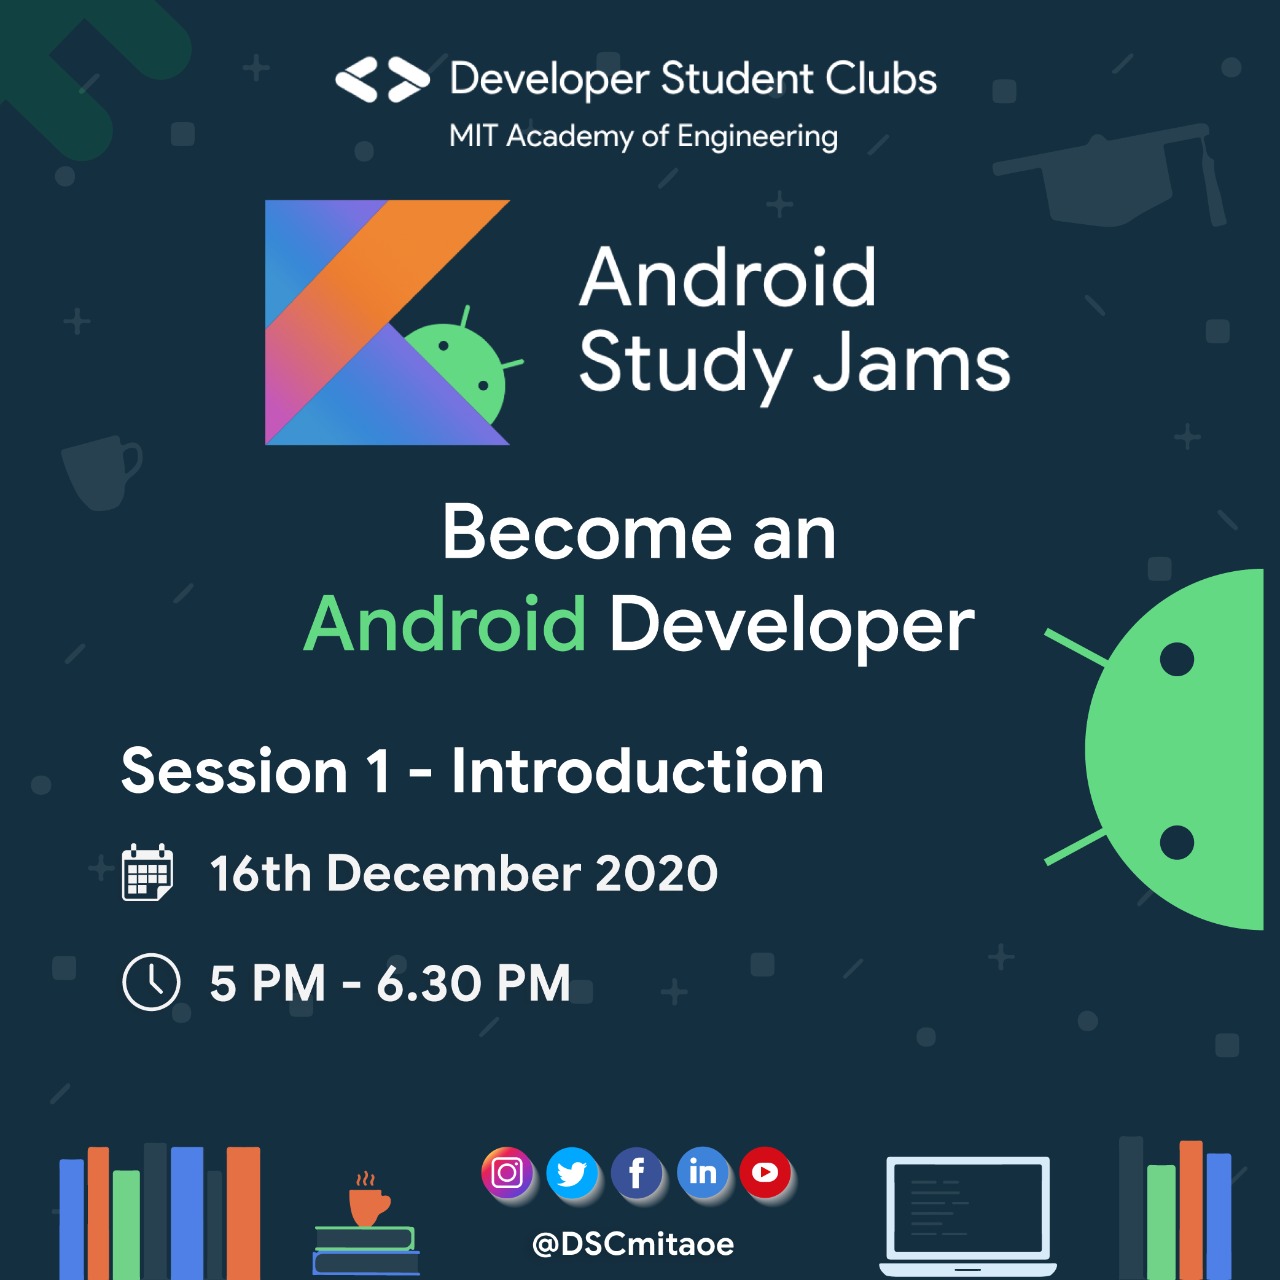 Developer Student Clubs
MIT Academy of Engineering
Android
Study Jams
Become an
Android Developer
Session 1 - Introduction
16th December 2020
5 PM - 6.30 PM
@DSCmitaoe